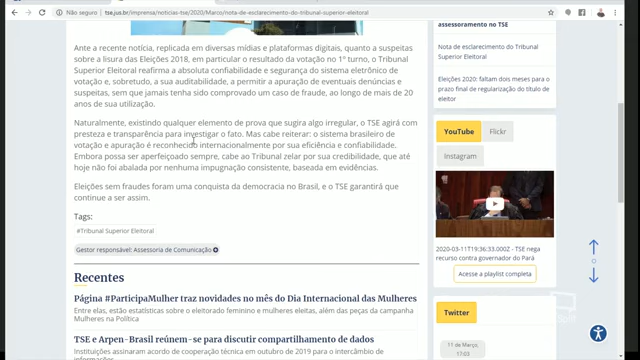 Não seguro | tse.jus.br/imprensa/noticias-tse/2020/Marco/nota-de-esclarecimento-do-tribunal-superior-eleitoral
Ante a recente notícia, replicada em diversas mídias e plataformas digitais, quanto a suspeitas
sobre a lisura das Eleições 2018, em particular o resultado da votação no 1º turno, o Tribunal
Superior Eleitoral reafirma a absoluta confiabilidade e segurança do sistema eletrônico de
votação e, sobretudo, a sua auditabilidade, a permitir a apuração de eventuais denúncias e
suspeitas, sem que jamais tenha sido comprovado um caso de fraude, ao longo de mais de 20
anos de sua utilização.
Naturalmente, existindo qualquer elemento de prova que sugira algo irregular, o TSE agirá com
presteza e transparência para investigar o fato. Mas cabe reiterar: o sistema brasileiro de
votação e apuração é reconhecido internacionalmente por sua eficiência e confiabilidade.
Embora possa ser aperfeiçoado sempre, cabe ao Tribunal zelar por sua credibilidade, que até
hoje não foi abalada por nenhuma impugnação consistente, baseada em evidências.
Eleições sem fraudes foram uma conquista da democracia no Brasil, e o TSE garantirá que
continue a ser assim.
Tags:
#Tribunal Superior Eleitoral
Gestor responsável: Assessoria de Comunicação
Recentes
Página #ParticipaMulher traz novidades no mês do Dia Internacional das Mulheres
Entre elas, estão estatísticas sobre o eleitorado feminino e mulheres eleitas, além das peças da campanha
Mulheres na Política
TSE e Arpen-Brasil reúnem-se para discutir compartilhamento de dados
Instituições assinaram acordo de cooperação técnica em outubro de 2019 para o intercâmbio de
informações
assessoramento no TSE
Nota de esclarecimento do Tribunal
Superior Eleitoral
Eleições 2020: faltam dois meses para o
prazo final de regularização do título de
eleitor
YouTube
Flickr
Instagram
2020-03-11T19:36:33.000Z - TSE nega
recurso contra governador do Pará
Acesse a playlist completa
Twitter
11 de Março,
17:03